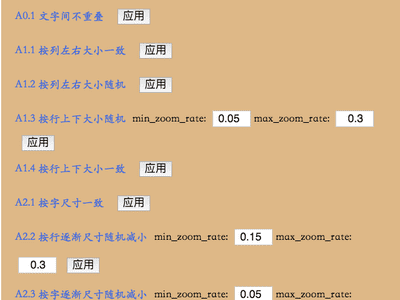 A0.1 文字间不重叠 应用
A1.1 按列左右大小一致 应用
A1.2 按列左右大小随机 应用
A1.3 按行上下大小随机 min_zoom_rate: 0.05 max_zoom_rate: 0.3
应用
A1.4 按行上下大小一致 应用
A2.1 按字尺寸一致 应用
A2.2 按行逐渐尺寸随机减小 min_zoom_rate: 0.15 max_zoom_rate:
0.3 应用
A2.3 按字逐渐尺寸随机减小 min_zoom_rate: 0.05 max_zoom_rate: